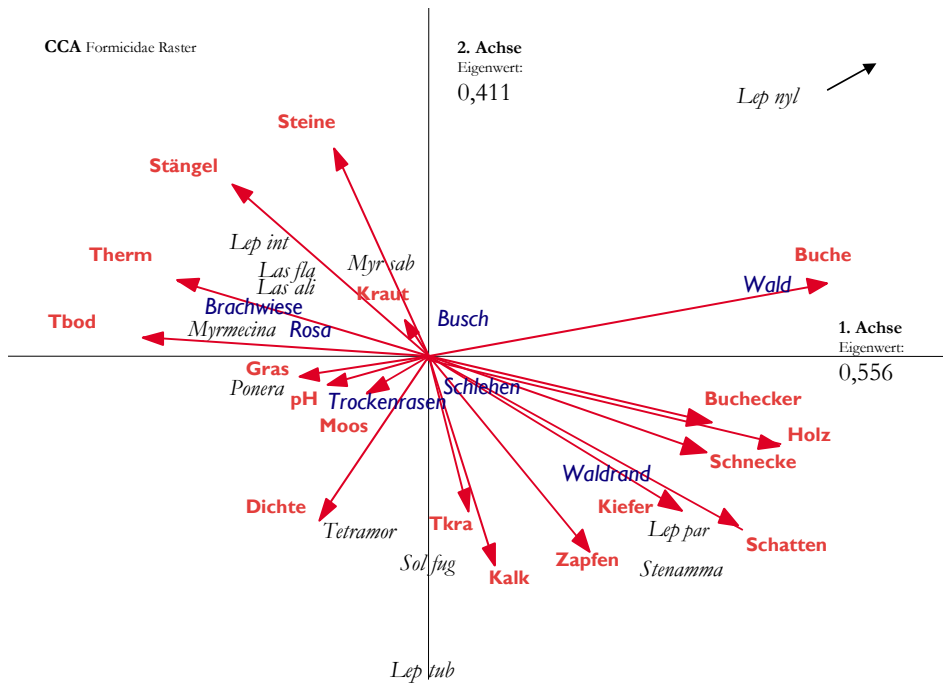 CCA Formicidae Raster
2. Achse
Eigenwert:
0,411
Lep nyl
Steine
Stängel
Lep int
Myr sab
Therm
Las fla
Las ali
Kraut
Buche
Wald
Brachwiese
Tbod
Myrmecina
Rosa
Busch
1. Achse
Eigenwert:
0,556
Gras
Ponera
pH
Trockenrasen
Schlehen
Moos
Buchecker
Holz
Schnecke
Waldrand
Dichte
Tetramor
Tkra
Kiefer
Lep par
Schatten
Sol fug
Kalk
Zapfen
Stenamma
Lep tub